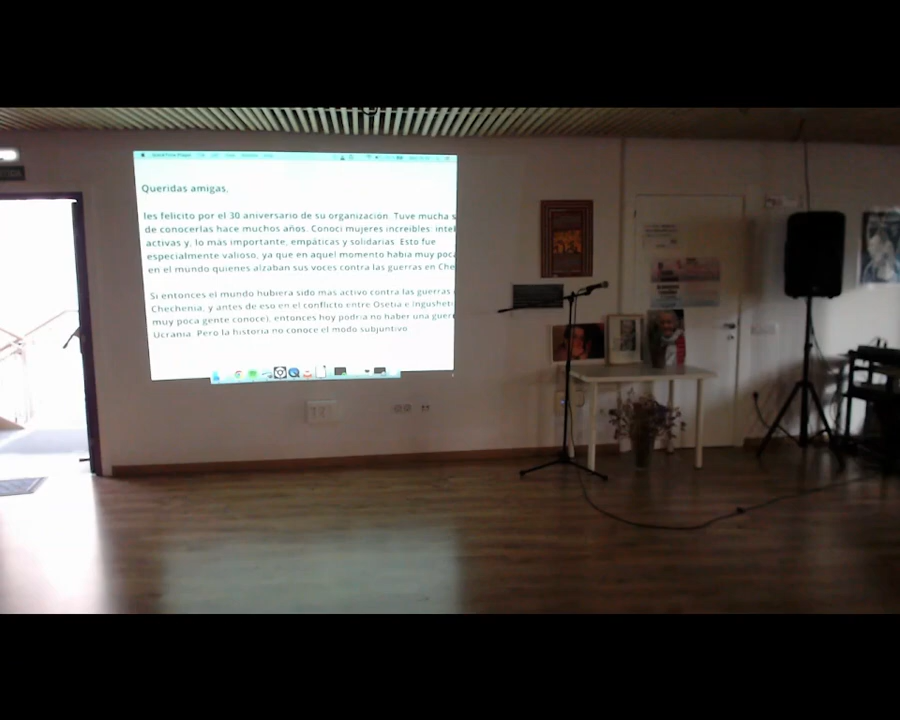 Queridas amigas,
les felicito por el 30 aniversario de su organización. Tuve mucha s
de conocerlas hace muchos años. Conocí mujeres increíbles: intel
activas y, lo más importante, empáticas y solidarias. Esto fue
especialmente valioso, ya que en aquel momento había muy poca
en el mundo quienes alzaban sus voces contra las guerras en Che
Si entonces el mundo hubiera sido más activo contra las guerras
Chechenia, y antes de eso en el conflicto entre Osetia e Ingusheti
muy poca gente conoce), entonces hoy podría no haber una guerr
Ucrania. Pero la historia no conoce el modo subjuntivo